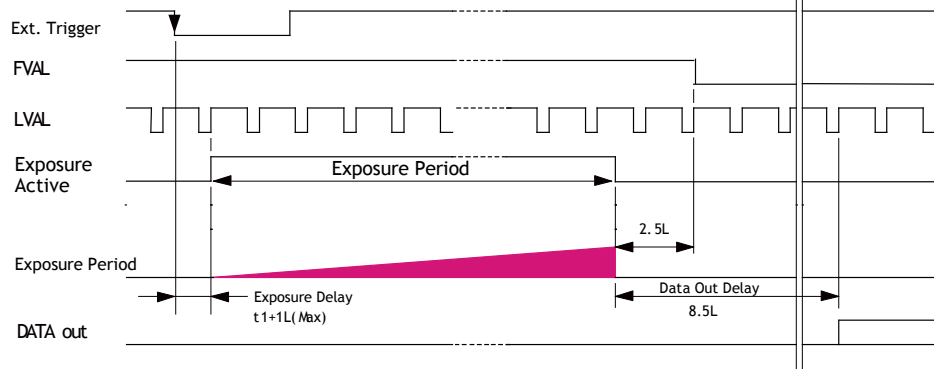 Ext. Trigger
FVAL
LVAL
Exposure
Active
Exposure Period
2.5L
Exposure Period
Exposure Delay
t1+1L(Max)
Data Out Delay
8.5L
DATA out